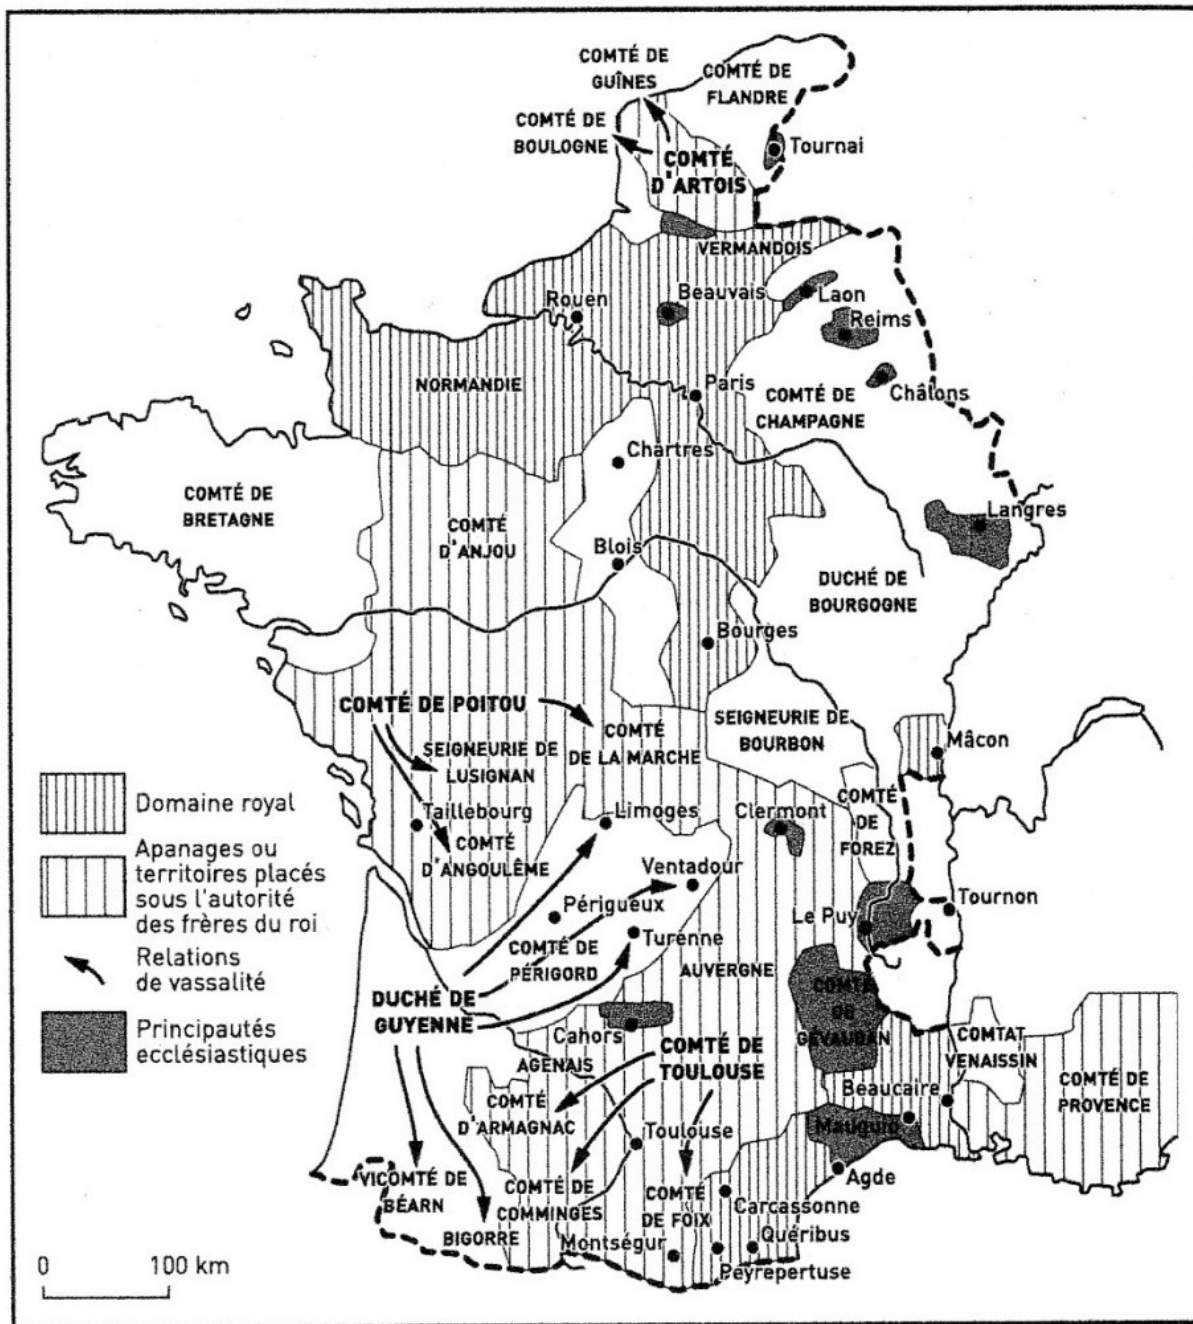 COMTÉ DE
GUÎNES
COMTÉ DE
FLANDRE
COMTÉ DE
BOULOGNE
Tournai
COMTÉ
D'ARTOIS
VERMANDOIS
Rouen
Beauvais
Laon
Reims
NORMANDIE
Paris
COMTÉ DE
CHAMPAGNE
Châlons
Chartres
COMTÉ DE
BRETAGNE
COMTÉ
D'ANJOU
Langres
Blois
DUCHÉ DE
BOURGOGNE
Bourges
COMTÉ DE POITOU
SEIGNEURIE DE
LUSIGNAN
COMTÉ
DE LA MARCHE
SEIGNEURIE DE
BOURBON
Mâcon
Taillebourg
Limoges
Clermont
COMTÉ
DE
FOREZ
COMTÉ
D'ANGOULÊME
Ventadour
Périgueux
Le Puy
Tournon
Turenne
COMTÉ DE
PÉRIGORD
AUVERGNE
DUCHÉ DE
GUYENNE
COMTÉ
DE
GÉVAUDAN
Cahors
AGENAIS
COMTÉ DE
TOULOUSE
COMTAT
VENAISSIN
COMTÉ DE
PROVENCE
Beaucaire
COMTÉ
D'ARMAGNAC
Mauguio
Toulouse
Agde
VICOMTÉ DE
BÉARN
COMTÉ DE
COMMINGES
COMTÉ
DE FOIX
Carcassonne
BIGORRE
Montségur
Quéribus
Peyrepertuse
Domaine royal
Apanages ou
territoires placés
sous l'autorité
des frères du roi
Relations
de vassalité
Principautés
ecclésiastiques
0 100 km